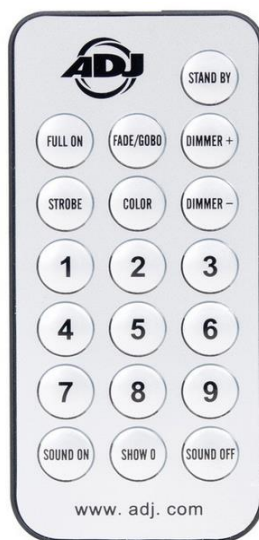 ADJ
STAND BY
FULL ON FADE/GOBO DIMMER +
STROBE COLOR DIMMER −
1 2 3
4 5 6
7 8 9
SOUND ON SHOW 0 SOUND OFF
www. adj. com